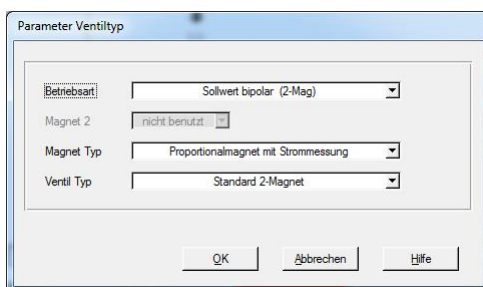 Parameter Ventiltyp
Betriebsart Sollwert bipolar (2-Mag)
Magnet 2 nicht benutzt
Magnet Typ Proportionalmagnet mit Strommessung
Ventil Typ Standard 2-Magnet
OK Abbrechen Hilfe